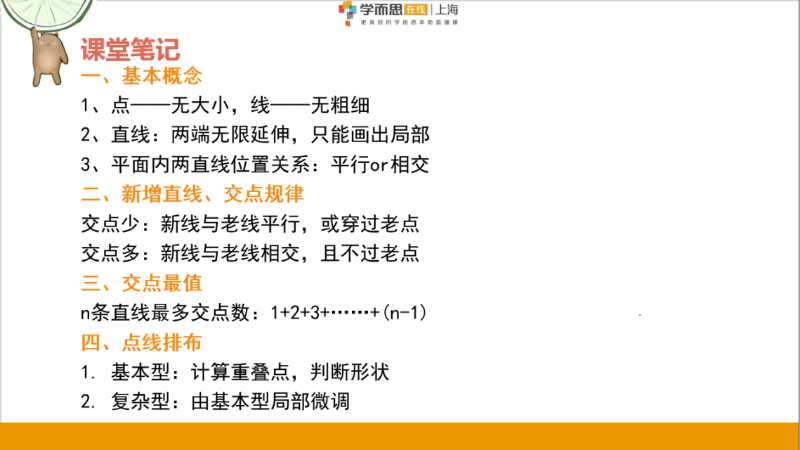 学而思在线|上海
课堂笔记
一、基本概念
1、点——无大小，线——无粗细
2、直线：两端无限延伸，只能画出局部
3、平面内两直线位置关系：平行or相交
二、新增直线、交点规律
交点少：新线与老线平行，或穿过老点
交点多：新线与老线相交，且不过老点
三、交点最值
n条直线最多交点数：1+2+3+……+(n-1)
四、点线排布
1. 基本型：计算重叠点，判断形状
2. 复杂型：由基本型局部微调